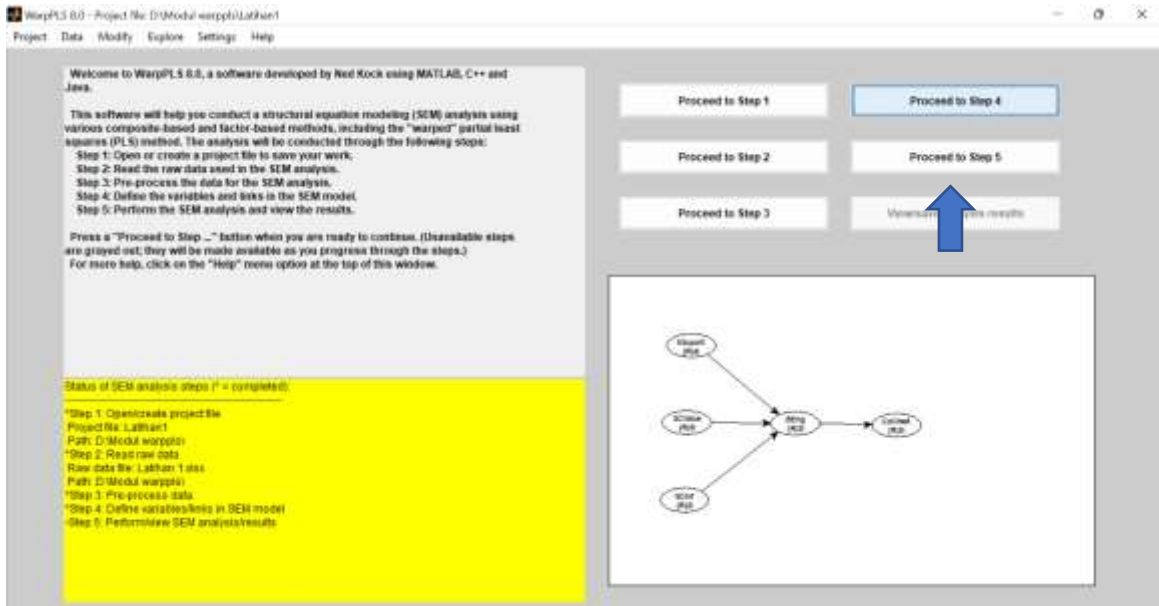 WarpPLS 8.0 - Project file: D:\Modul warppls\Latihan1
Project Data Modify Explore Settings Help
Welcome to WarpPLS 8.0, a software developed by Ned Kock using MATLAB, C++ and
Java.
This software will help you conduct a structural equation modeling (SEM) analysis using
various composite-based and factor-based methods, including the "warped" partial least
squares (PLS) method. The analysis will be conducted through the following steps:
Step 1: Open or create a project file to save your work.
Step 2: Read the raw data used in the SEM analysis.
Step 3: Pre-process the data for the SEM analysis.
Step 4: Define the variables and links in the SEM model.
Step 5: Perform the SEM analysis and view the results.
Press a "Proceed to Step ..." button when you are ready to continue. (Unavailable steps
are grayed out; they will be made available as you progress through the steps.)
For more help, click on the "Help" menu option at the top of this window.
Proceed to Step 1
Proceed to Step 4
Proceed to Step 2
Proceed to Step 5
Proceed to Step 3
results
Status of SEM analysis steps (* = completed):
*Step 1: Open/create project file
Project file: Latihan1
Path: D:\Modul warppls\
*Step 2: Read raw data
Raw data file: Latihan 1.xlsx
Path: D:\Modul warppls\
*Step 3: Pre-process data
*Step 4: Define variables/links in SEM model
-Step 5: Perform/view SEM analysis/results